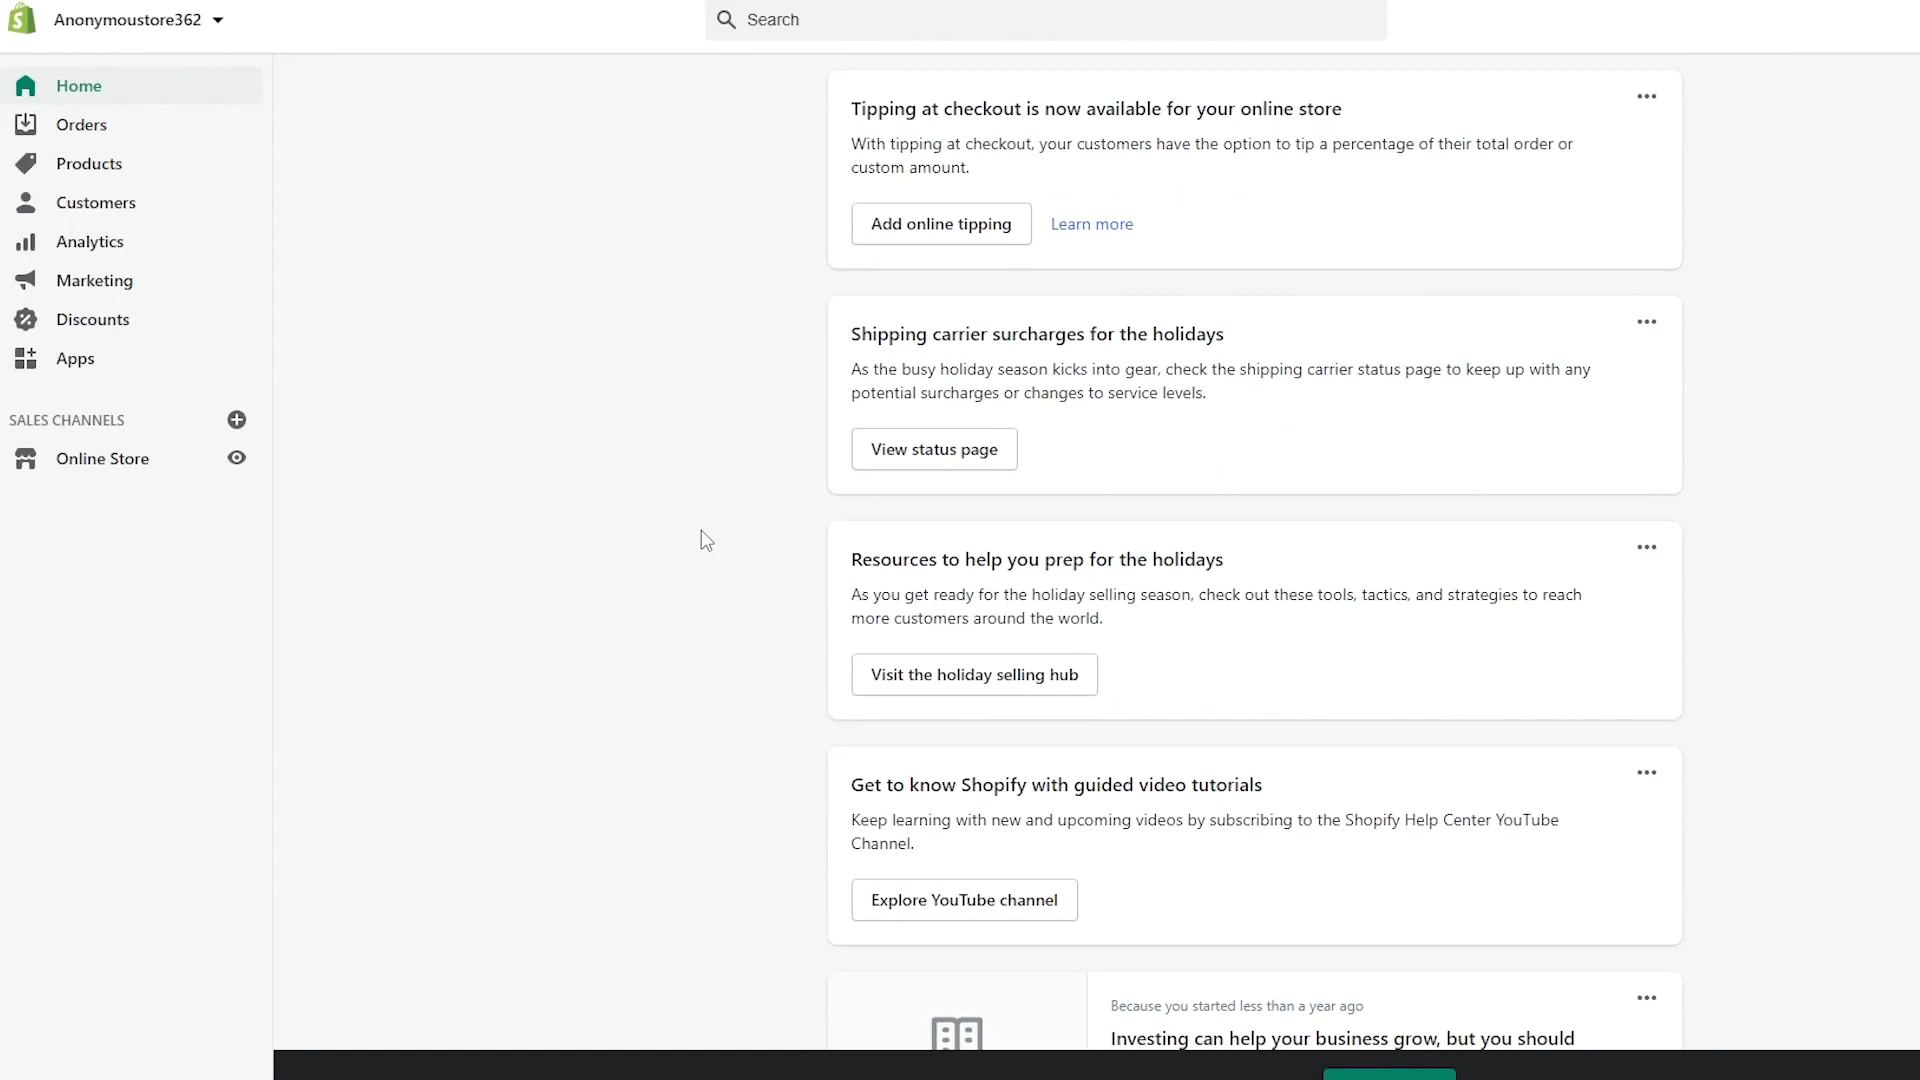 Anonymoustore362
Search
Home
Orders
Products
Customers
Analytics
Marketing
Discounts
Apps
SALES CHANNELS
Online Store
Tipping at checkout is now available for your online store
With tipping at checkout, your customers have the option to tip a percentage of their total order or
custom amount.
Add online tipping
Learn more
Shipping carrier surcharges for the holidays
As the busy holiday season kicks into gear, check the shipping carrier status page to keep up with any
potential surcharges or changes to service levels.
View status page
Resources to help you prep for the holidays
As you get ready for the holiday selling season, check out these tools, tactics, and strategies to reach
more customers around the world.
Visit the holiday selling hub
Get to know Shopify with guided video tutorials
Keep learning with new and upcoming videos by subscribing to the Shopify Help Center YouTube
Channel.
Explore YouTube channel
Because you started less than a year ago
Investing can help your business grow, but you should